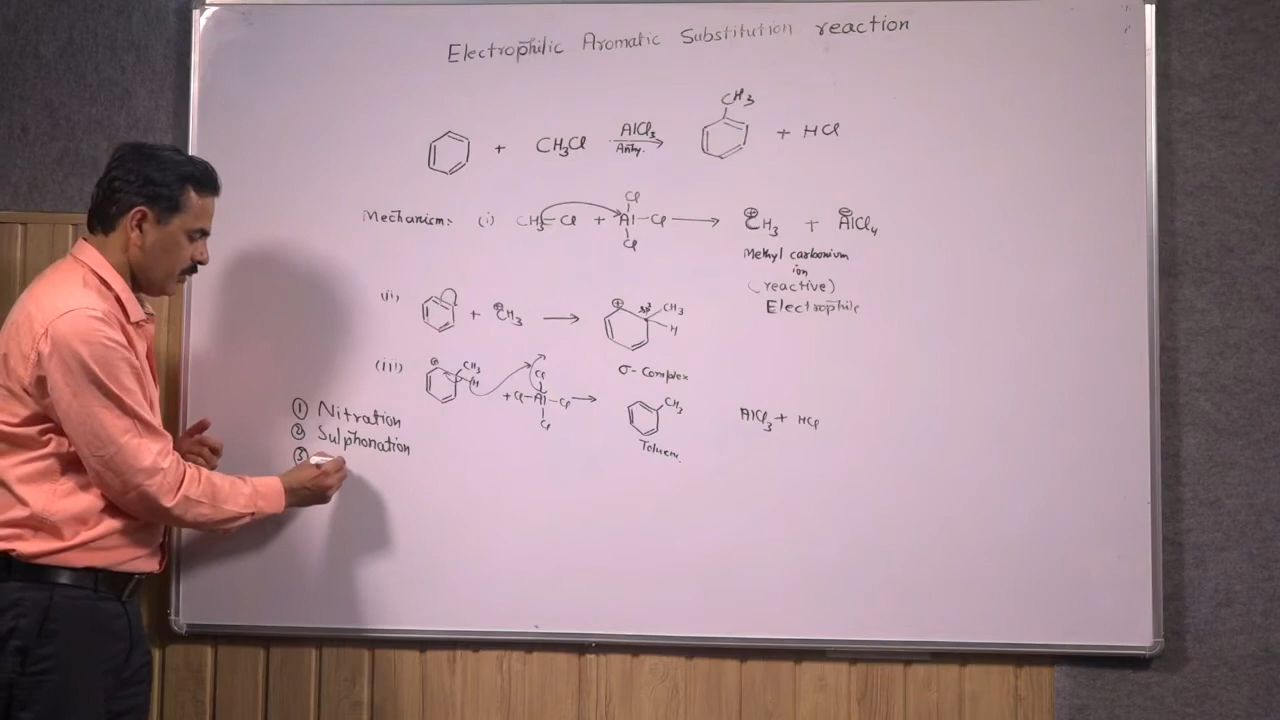 Electrophilic Aromatic Substitution reaction
+ CH3Cl AlCl3 Anhy. CH3 + HCl
Mechanism: (i) CH3–Cl + Al Cl Cl Cl ⊕CH3 + ⊖AlCl4
Methyl carbonium
ion
(reactive)
Electrophile
(ii) + ⊕CH3 ⊕ CH3 H
σ-Complex
(iii) ⊕ CH3 H + Cl–Al–Cl Cl Cl CH3 AlCl3 + HCl
Toluene.
① Nitration
② Sulphonation
③